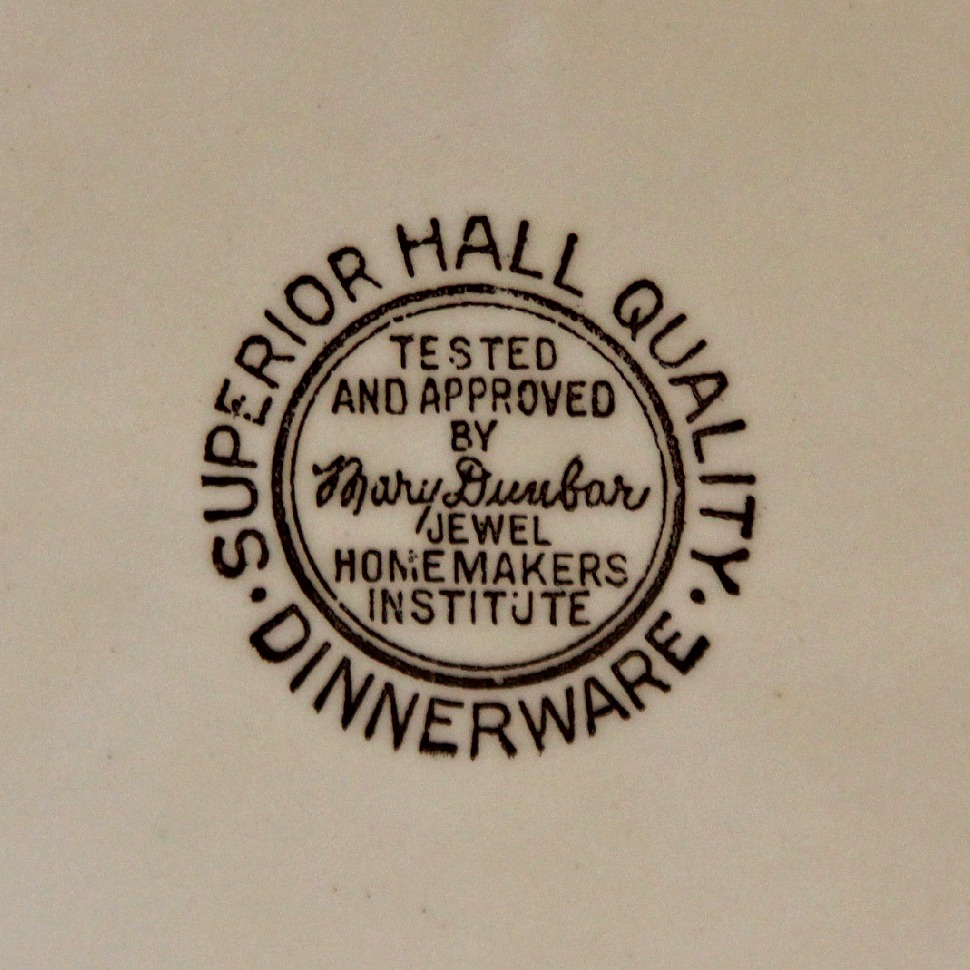 SUPERIOR HALL QUALITY
· DINNERWARE ·
TESTED
AND APPROVED
BY
Mary Dunbar
JEWEL
HOMEMAKERS
INSTITUTE